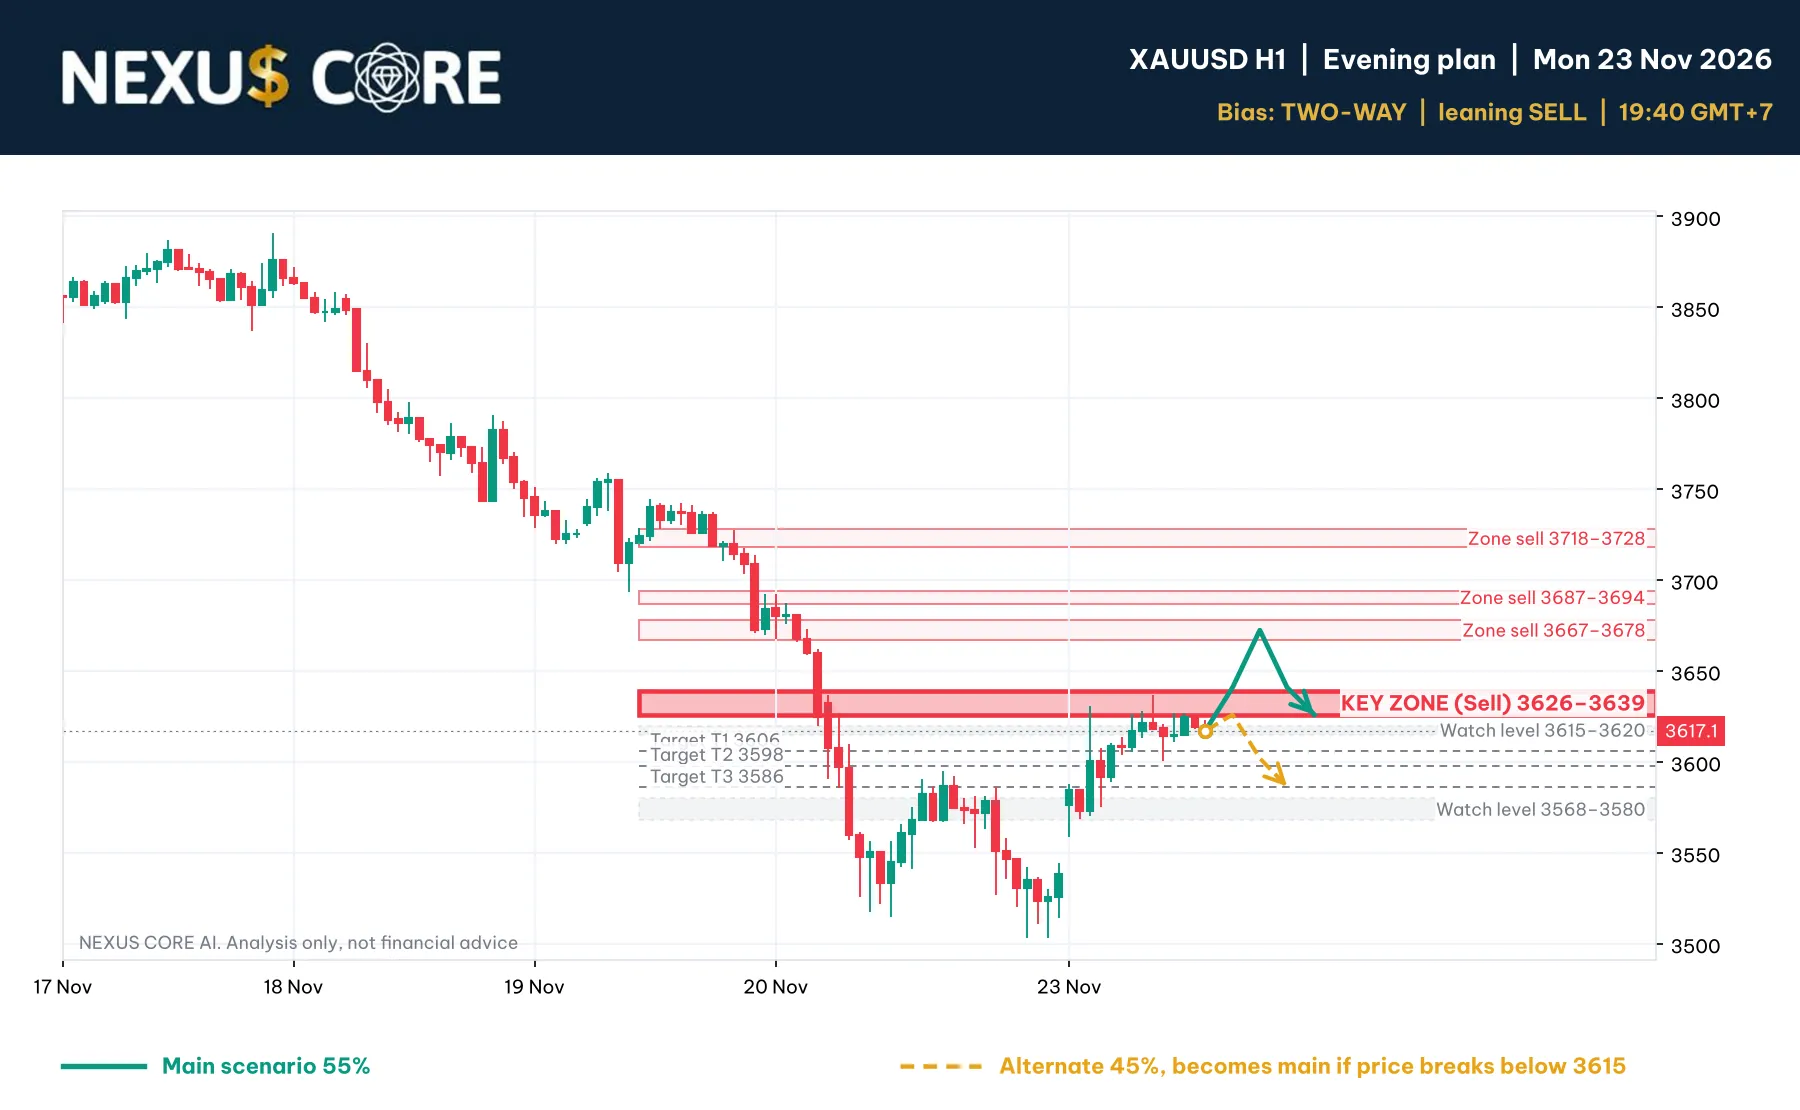 NEXU$ CORE
XAUUSD H1 | Evening plan | Mon 23 Nov 2026
Bias: TWO-WAY | leaning SELL | 19:40 GMT+7
3900
3850
3800
3750
3700
3650
3600
3550
3500
Zone sell 3718–3728
Zone sell 3687–3694
Zone sell 3667–3678
KEY ZONE (Sell) 3626–3639
Watch level 3615–3620
3617.1
Target T1 3606
Target T2 3598
Target T3 3586
Watch level 3568–3580
NEXUS CORE AI. Analysis only, not financial advice
17 Nov
18 Nov
19 Nov
20 Nov
23 Nov
Main scenario 55%
Alternate 45%, becomes main if price breaks below 3615